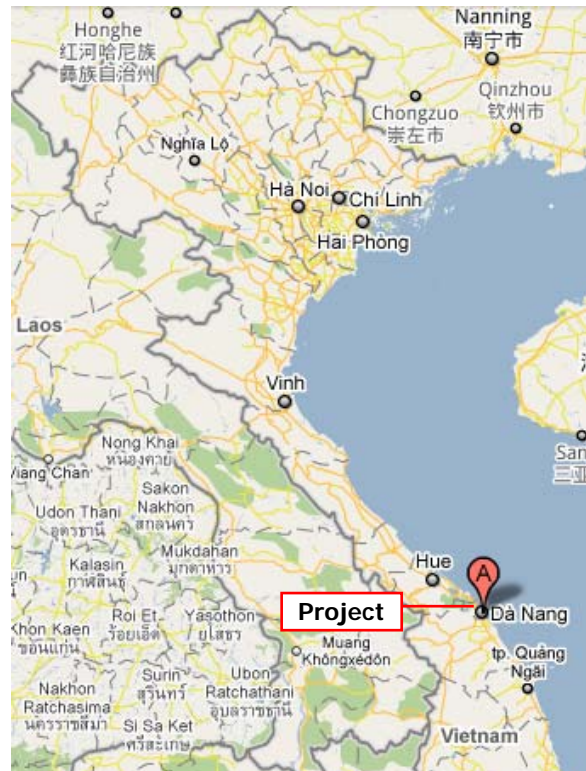 Honghe
红河哈尼族
彝族自治州
Nanning
南宁市
Chongzuo
崇左市
Qinzhou
钦州市
Nghĩa Lộ
Hà Noi
Chí Linh
Hai Phòng
Laos
Vinh
Nong Khai
หนองคาย
Viang Chan
Sakon
Nakhon
สกลนคร
Udon Thani
อุดรธานี
Mukdahan
มุกดาหาร
Kalasin
กาฬสินธุ์
Hue
A
Project
Đà Nang
Khon Kaen
ขอนแก่น
Roi Et
ร้อยเอ็ด
Yasothon
ยโสธร
Muang
Khôngxédôn
tp. Quảng
Ngãi
Nakhon
Ratchasima
นครราชสีมา
Surin
สุรินทร์
Ubon
Ratchathani
อุบลราชธานี
Si Sa Ket
ศรีสะเกษ
Vietnam
San
三亚